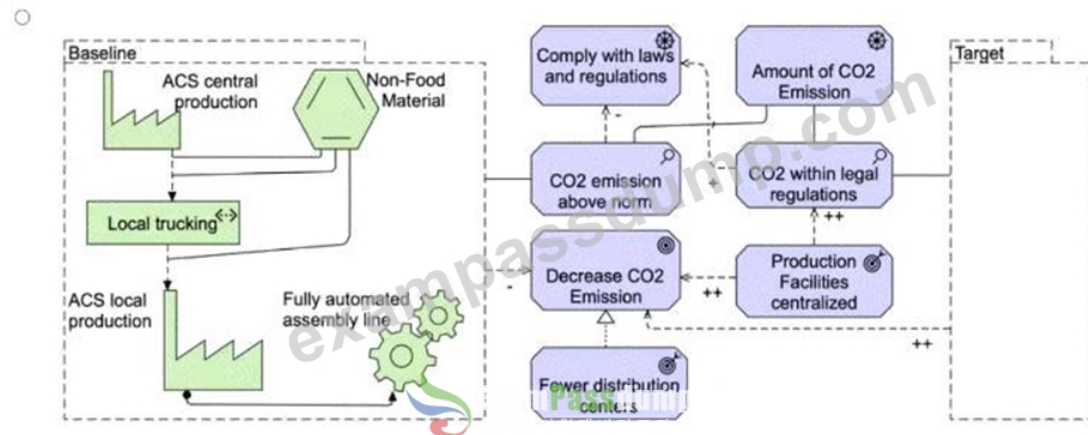 Baseline
ACS central
production
Non-Food
Material
Local trucking
ACS local
production
Fully automated
assembly line
Comply with laws
and regulations
Amount of CO2
Emission
-
CO2 emission
above norm
+
CO2 within legal
regulations
++
Decrease CO2
Emission
-
++
Production
Facilities
centralized
++
Fewer distribution
centers
Target
exampassdump.com